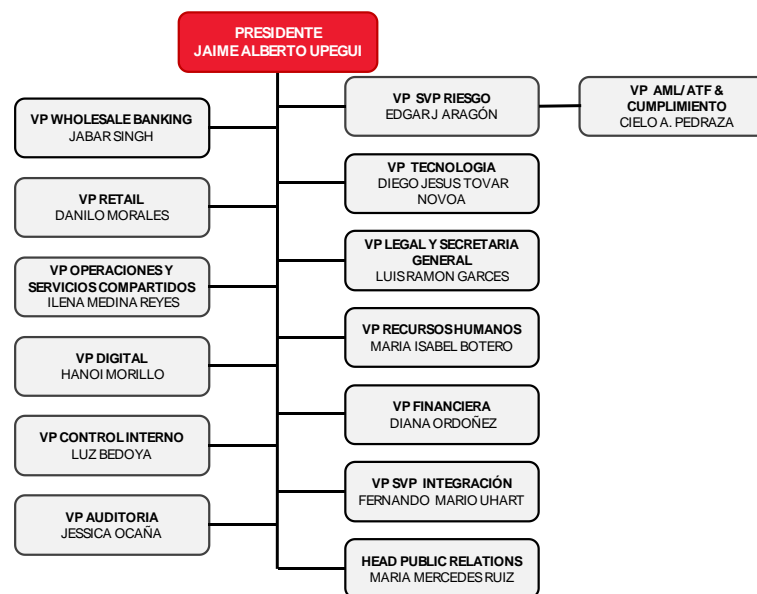 PRESIDENTE
JAIME ALBERTO UPEGUI
VP WHOLESALE BANKING
JABAR SINGH
VP RETAIL
DANILO MORALES
VP OPERACIONES Y
SERVICIOS COMPARTIDOS
ILENA MEDINA REYES
VP DIGITAL
HANOI MORILLO
VP CONTROL INTERNO
LUZ BEDOYA
VP AUDITORIA
JESSICA OCAÑA
VP SVP RIESGO
EDGAR J ARAGÓN
VP AML/ ATF &
CUMPLIMIENTO
CIELO A. PEDRAZA
VP TECNOLOGIA
DIEGO JESUS TOVAR
NOVOA
VP LEGAL Y SECRETARIA
GENERAL
LUIS RAMON GARCES
VP RECURSOS HUMANOS
MARIA ISABEL BOTERO
VP FINANCIERA
DIANA ORDOÑEZ
VP SVP INTEGRACIÓN
FERNANDO MARIO UHART
HEAD PUBLIC RELATIONS
MARIA MERCEDES RUIZ